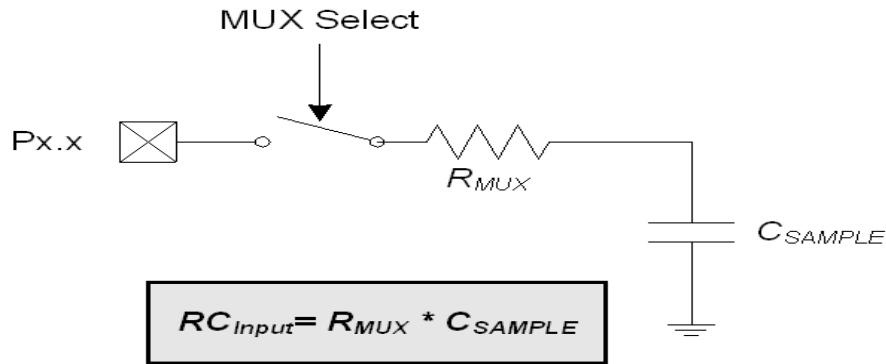 MUX Select
Px.x
RMUX
CSAMPLE
RCInput= RMUX * CSAMPLE